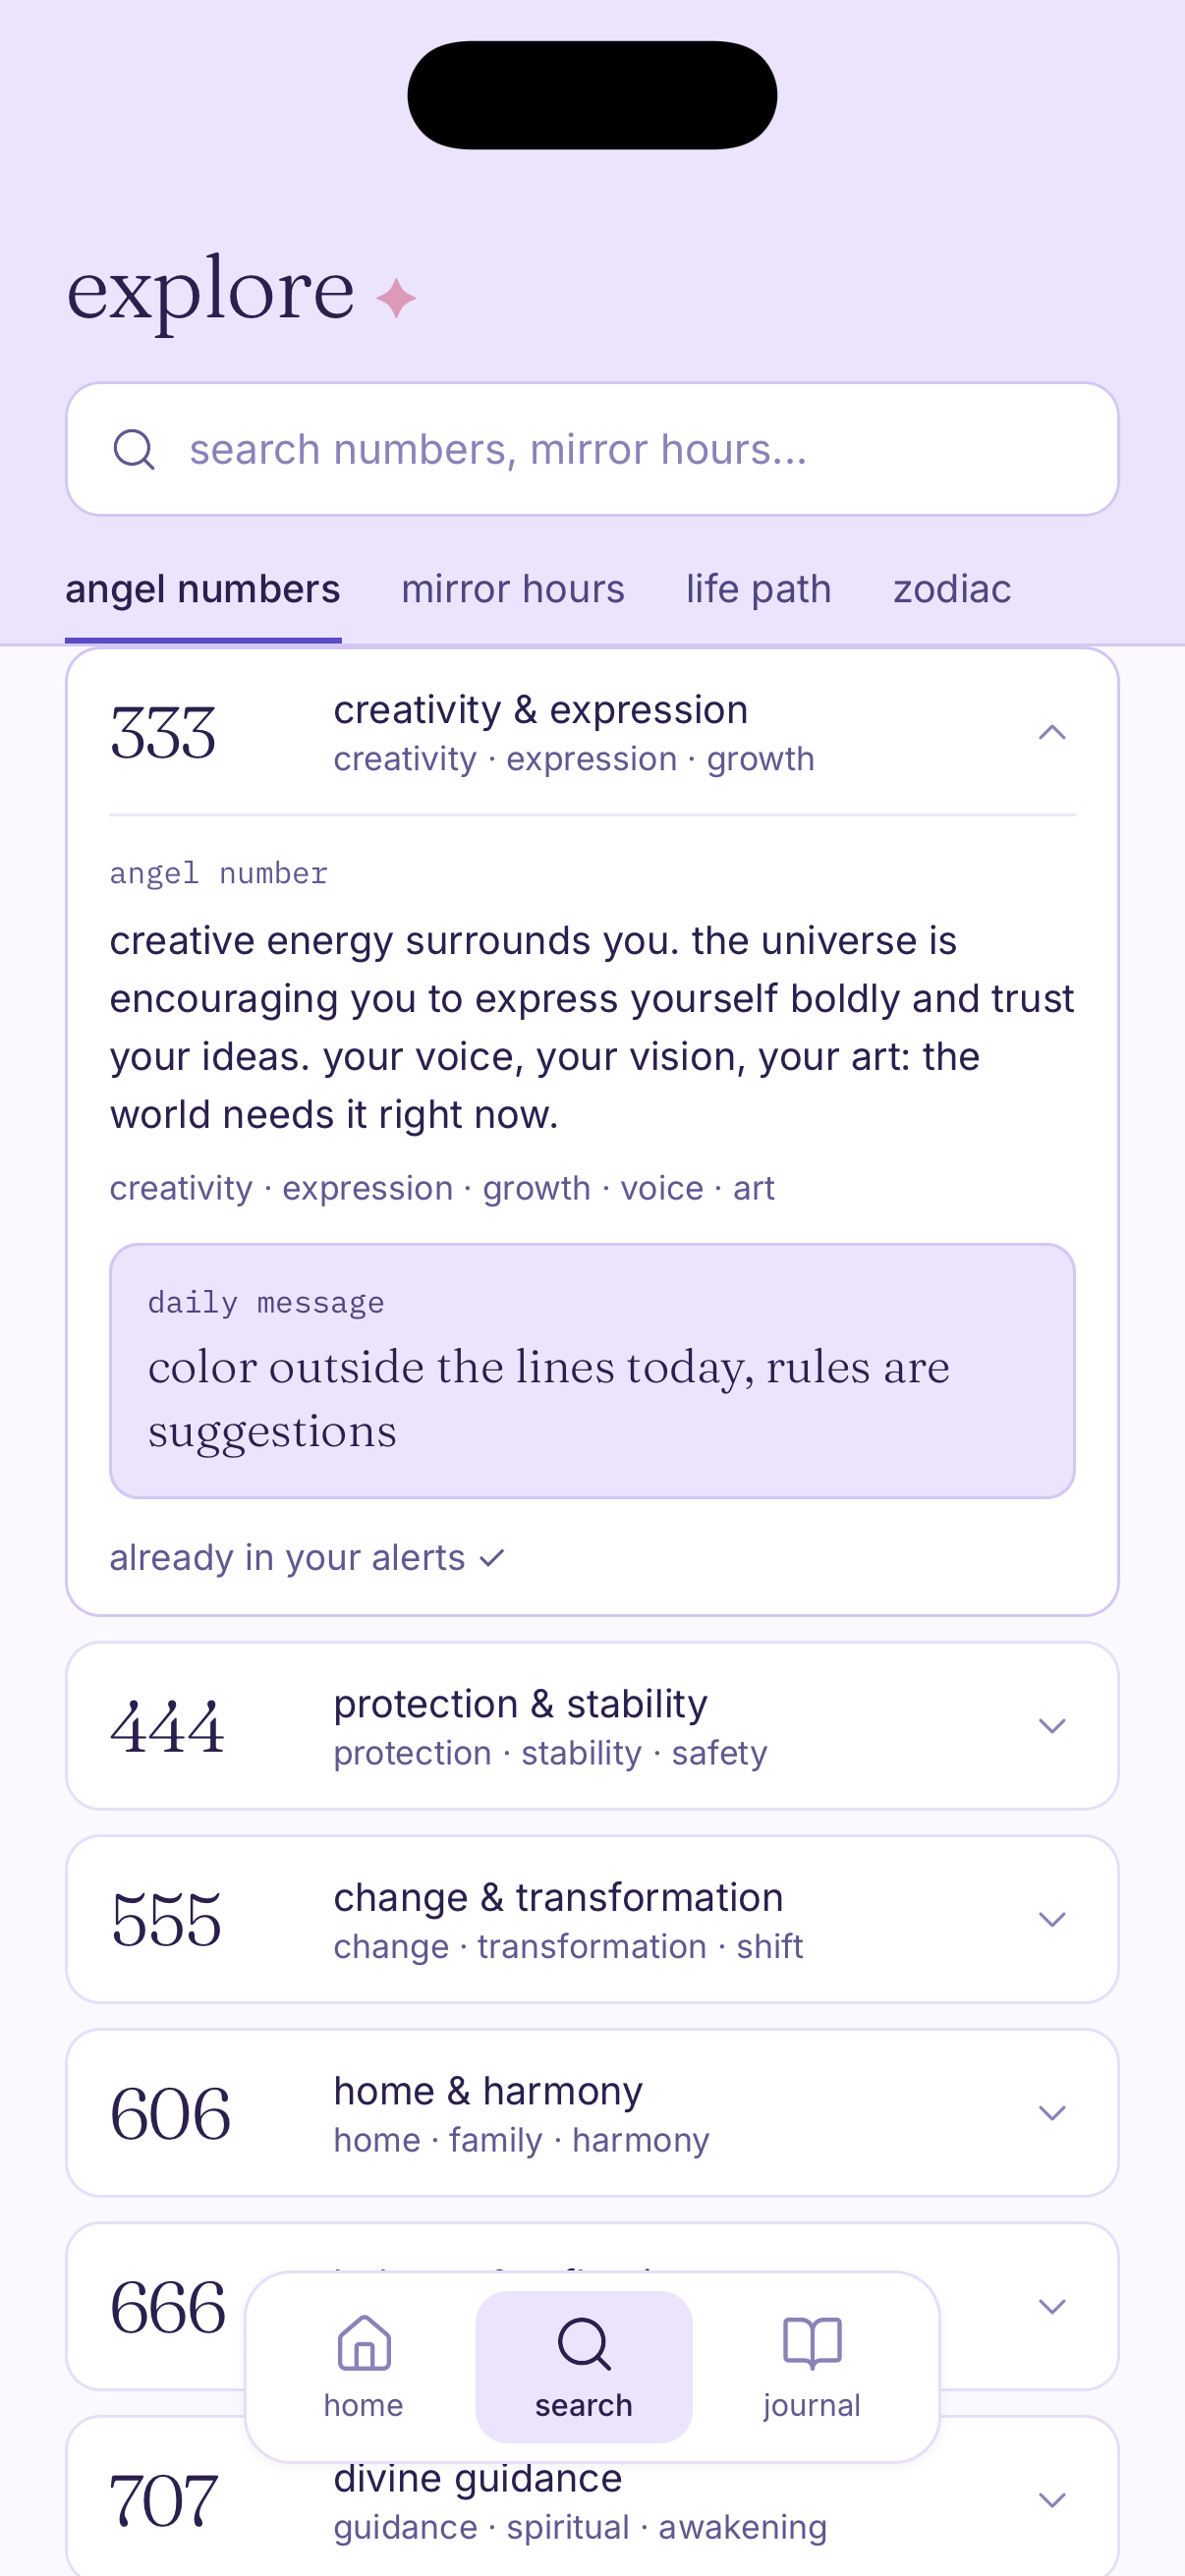 explore
search numbers, mirror hours...
angel numbers mirror hours life path zodiac
333
creativity & expression
creativity · expression · growth
angel number
creative energy surrounds you. the universe is
encouraging you to express yourself boldly and trust
your ideas. your voice, your vision, your art: the
world needs it right now.
creativity · expression · growth · voice · art
daily message
color outside the lines today, rules are
suggestions
already in your alerts ✓
444
protection & stability
protection · stability · safety
555
change & transformation
change · transformation · shift
606
home & harmony
home · family · harmony
666
home search journal
707
divine guidance
guidance · spiritual · awakening